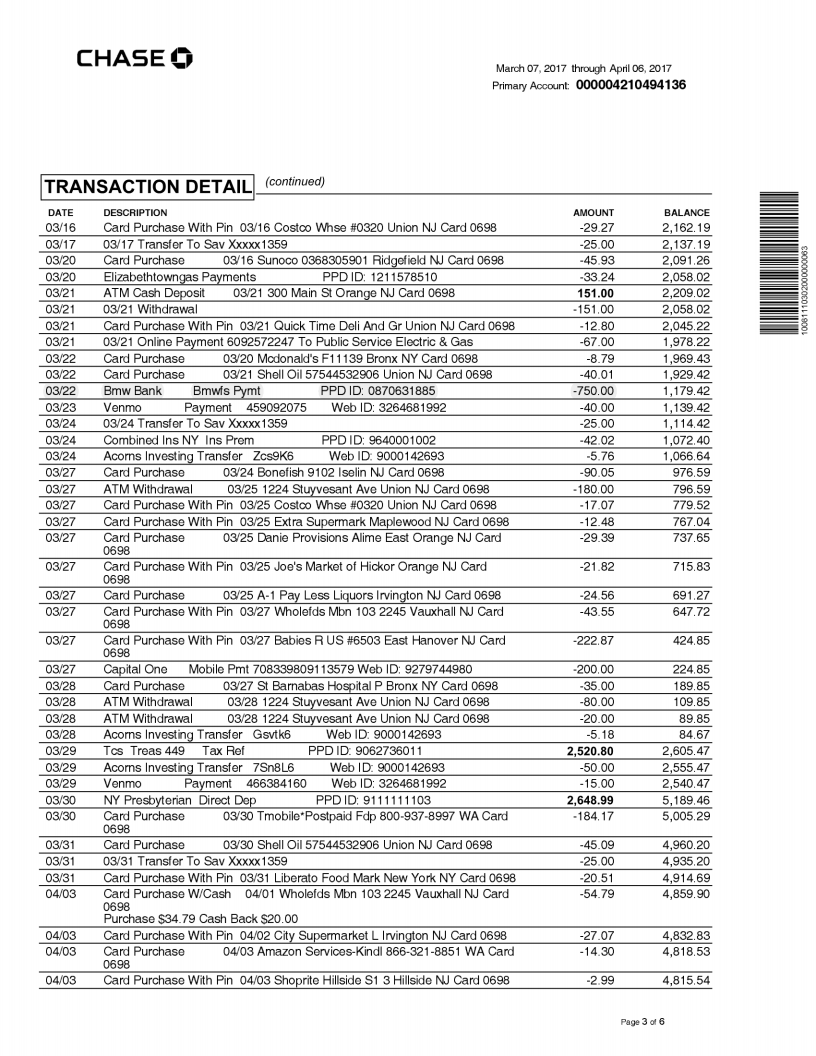 CHASE
March 07, 2017 through April 06, 2017
Primary Account: 000004210494136
TRANSACTION DETAIL (continued)
DATE DESCRIPTION AMOUNT BALANCE
03/16 Card Purchase With Pin 03/16 Costco Whse #0320 Union NJ Card 0698 -29.27 2,162.19
03/17 03/17 Transfer To Sav Xxxxx1359 -25.00 2,137.19
03/20 Card Purchase 03/16 Sunoco 0368305901 Ridgefield NJ Card 0698 -45.93 2,091.26
03/20 Elizabethtowngas Payments PPD ID: 1211578510 -33.24 2,058.02
03/21 ATM Cash Deposit 03/21 300 Main St Orange NJ Card 0698 151.00 2,209.02
03/21 03/21 Withdrawal -151.00 2,058.02
03/21 Card Purchase With Pin 03/21 Quick Time Deli And Gr Union NJ Card 0698 -12.80 2,045.22
03/21 03/21 Online Payment 6092572247 To Public Service Electric & Gas -67.00 1,978.22
03/22 Card Purchase 03/20 Mcdonald's F11139 Bronx NY Card 0698 -8.79 1,969.43
03/22 Card Purchase 03/21 Shell Oil 57544532906 Union NJ Card 0698 -40.01 1,929.42
03/22 Bmw Bank Bmwfs Pymt PPD ID: 0870631885 -750.00 1,179.42
03/23 Venmo Payment 459092075 Web ID: 3264681992 -40.00 1,139.42
03/24 03/24 Transfer To Sav Xxxxx1359 -25.00 1,114.42
03/24 Combined Ins NY Ins Prem PPD ID: 9640001002 -42.02 1,072.40
03/24 Acorns Investing Transfer Zcs9K6 Web ID: 9000142693 -5.76 1,066.64
03/27 Card Purchase 03/24 Bonefish 9102 Iselin NJ Card 0698 -90.05 976.59
03/27 ATM Withdrawal 03/25 1224 Stuyvesant Ave Union NJ Card 0698 -180.00 796.59
03/27 Card Purchase With Pin 03/25 Costco Whse #0320 Union NJ Card 0698 -17.07 779.52
03/27 Card Purchase With Pin 03/25 Extra Supermark Maplewood NJ Card 0698 -12.48 767.04
03/27 Card Purchase 03/25 Danie Provisions Alime East Orange NJ Card -29.39 737.65
0698
03/27 Card Purchase With Pin 03/25 Joe's Market of Hickor Orange NJ Card -21.82 715.83
0698
03/27 Card Purchase 03/25 A-1 Pay Less Liquors Irvington NJ Card 0698 -24.56 691.27
03/27 Card Purchase With Pin 03/27 Wholefds Mbn 103 2245 Vauxhall NJ Card -43.55 647.72
0698
03/27 Card Purchase With Pin 03/27 Babies R US #6503 East Hanover NJ Card -222.87 424.85
0698
03/27 Capital One Mobile Pmt 708339809113579 Web ID: 9279744980 -200.00 224.85
03/28 Card Purchase 03/27 St Barnabas Hospital P Bronx NY Card 0698 -35.00 189.85
03/28 ATM Withdrawal 03/28 1224 Stuyvesant Ave Union NJ Card 0698 -80.00 109.85
03/28 ATM Withdrawal 03/28 1224 Stuyvesant Ave Union NJ Card 0698 -20.00 89.85
03/28 Acorns Investing Transfer Gsvtk6 Web ID: 9000142693 -5.18 84.67
03/29 Tcs Treas 449 Tax Ref PPD ID: 9062736011 2,520.80 2,605.47
03/29 Acorns Investing Transfer 7Sn8L6 Web ID: 9000142693 -50.00 2,555.47
03/29 Venmo Payment 466384160 Web ID: 3264681992 -15.00 2,540.47
03/30 NY Presbyterian Direct Dep PPD ID: 9111111103 2,648.99 5,189.46
03/30 Card Purchase 03/30 Tmobile*Postpaid Fdp 800-937-8997 WA Card -184.17 5,005.29
0698
03/31 Card Purchase 03/30 Shell Oil 57544532906 Union NJ Card 0698 -45.09 4,960.20
03/31 03/31 Transfer To Sav Xxxxx1359 -25.00 4,935.20
03/31 Card Purchase With Pin 03/31 Liberato Food Mark New York NY Card 0698 -20.51 4,914.69
04/03 Card Purchase W/Cash 04/01 Wholefds Mbn 103 2245 Vauxhall NJ Card -54.79 4,859.90
0698
Purchase $34.79 Cash Back $20.00
04/03 Card Purchase With Pin 04/02 City Supermarket L Irvington NJ Card 0698 -27.07 4,832.83
04/03 Card Purchase 04/03 Amazon Services-Kindl 866-321-8851 WA Card -14.30 4,818.53
0698
04/03 Card Purchase With Pin 04/03 Shoprite Hillside S1 3 Hillside NJ Card 0698 -2.99 4,815.54
10081110302000000063
Page 3 of 6